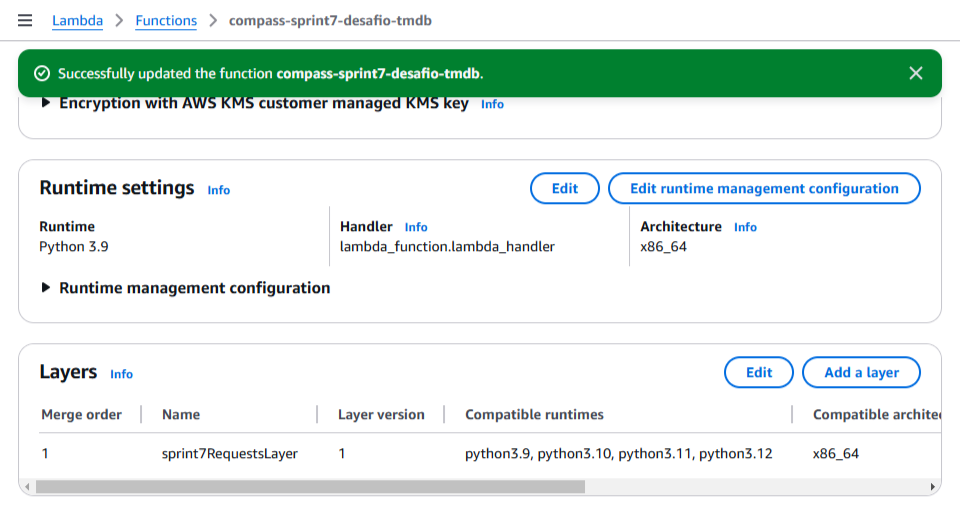 Lambda > Functions > compass-sprint7-desafio-tmdb
Successfully updated the function compass-sprint7-desafio-tmdb.
Encryption with AWS KMS customer managed KMS key Info
Runtime settings Info Edit Edit runtime management configuration
Runtime Handler Info Architecture Info
Python 3.9 lambda_function.lambda_handler x86_64
Runtime management configuration
Layers Info Edit Add a layer
Merge order Name Layer version Compatible runtimes Compatible archite
1 sprint7RequestsLayer 1 python3.9, python3.10, python3.11, python3.12 x86_64